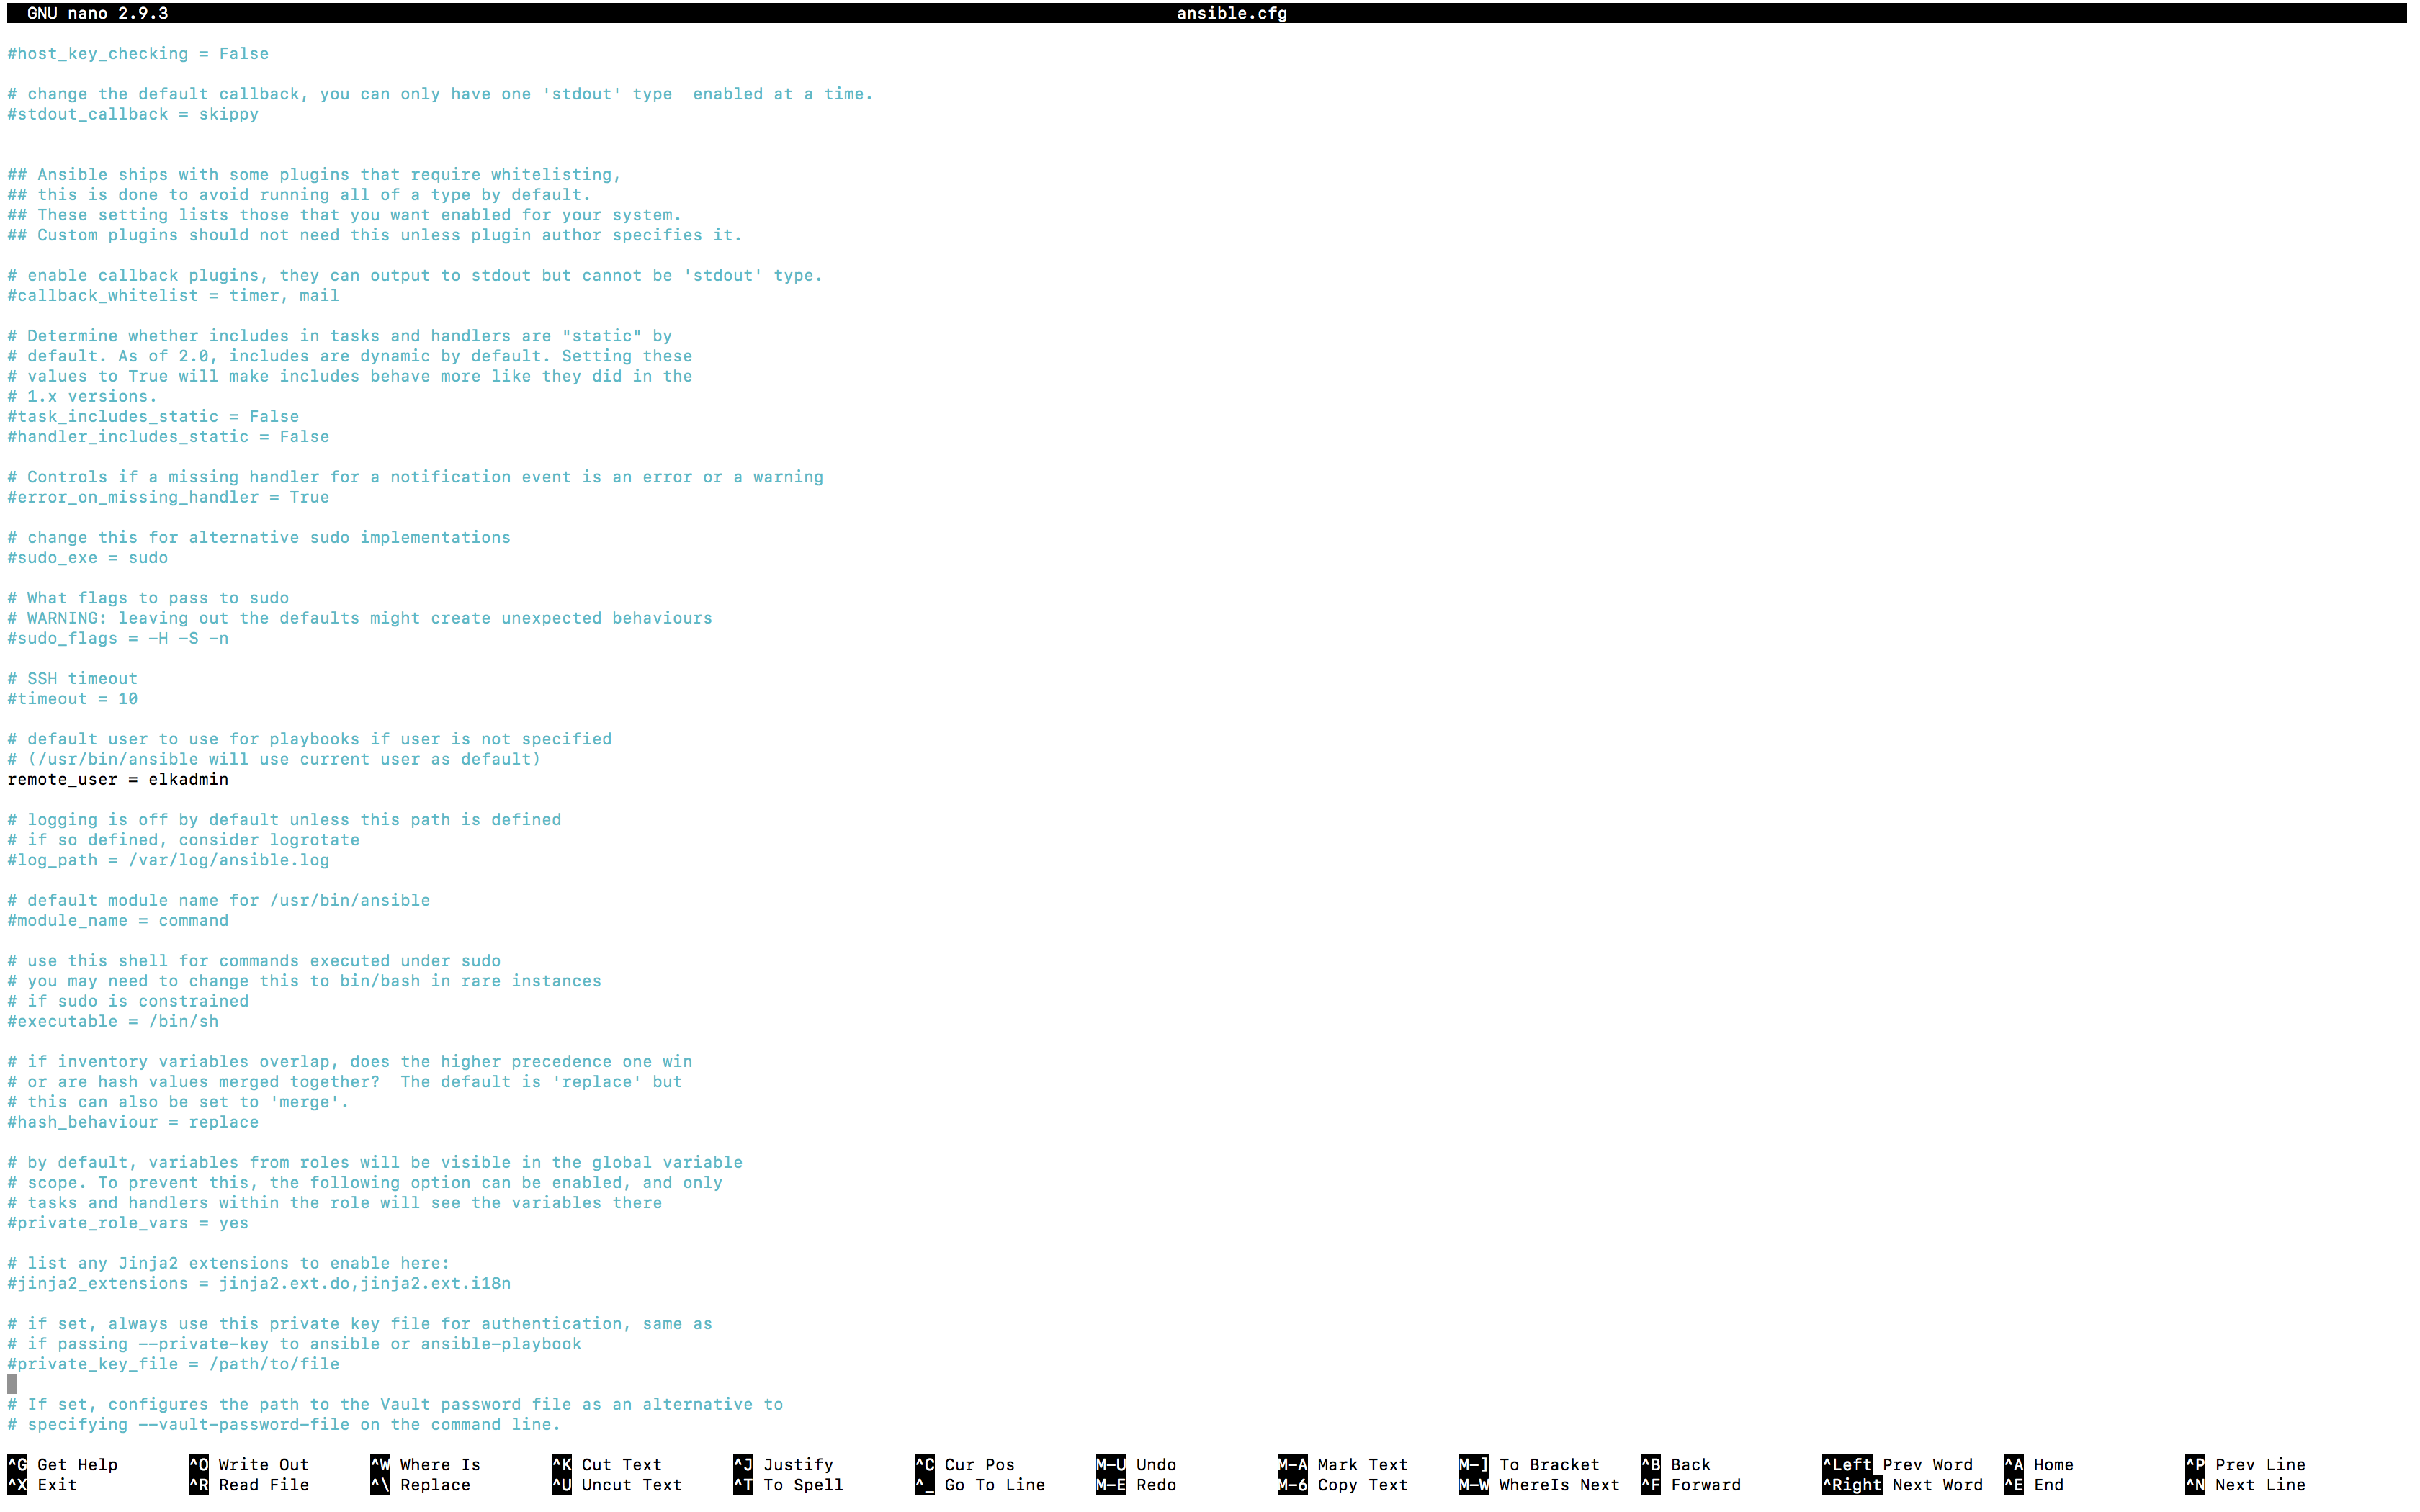 GNU nano 2.9.3 ansible.cfg
#host_key_checking = False
# change the default callback, you can only have one 'stdout' type  enabled at a time.
#stdout_callback = skippy
## Ansible ships with some plugins that require whitelisting,
## this is done to avoid running all of a type by default.
## These setting lists those that you want enabled for your system.
## Custom plugins should not need this unless plugin author specifies it.
# enable callback plugins, they can output to stdout but cannot be 'stdout' type.
#callback_whitelist = timer, mail
# Determine whether includes in tasks and handlers are "static" by
# default. As of 2.0, includes are dynamic by default. Setting these
# values to True will make includes behave more like they did in the
# 1.x versions.
#task_includes_static = False
#handler_includes_static = False
# Controls if a missing handler for a notification event is an error or a warning
#error_on_missing_handler = True
# change this for alternative sudo implementations
#sudo_exe = sudo
# What flags to pass to sudo
# WARNING: leaving out the defaults might create unexpected behaviours
#sudo_flags = -H -S -n
# SSH timeout
#timeout = 10
# default user to use for playbooks if user is not specified
# (/usr/bin/ansible will use current user as default)
remote_user = elkadmin
# logging is off by default unless this path is defined
# if so defined, consider logrotate
#log_path = /var/log/ansible.log
# default module name for /usr/bin/ansible
#module_name = command
# use this shell for commands executed under sudo
# you may need to change this to bin/bash in rare instances
# if sudo is constrained
#executable = /bin/sh
# if inventory variables overlap, does the higher precedence one win
# or are hash values merged together?  The default is 'replace' but
# this can also be set to 'merge'.
#hash_behaviour = replace
# by default, variables from roles will be visible in the global variable
# scope. To prevent this, the following option can be enabled, and only
# tasks and handlers within the role will see the variables there
#private_role_vars = yes
# list any Jinja2 extensions to enable here:
#jinja2_extensions = jinja2.ext.do,jinja2.ext.i18n
# if set, always use this private key file for authentication, same as
# if passing --private-key to ansible or ansible-playbook
#private_key_file = /path/to/file
# If set, configures the path to the Vault password file as an alternative to
# specifying --vault-password-file on the command line.
^G Get Help ^O Write Out ^W Where Is ^K Cut Text ^J Justify ^C Cur Pos M-U Undo M-A Mark Text M-] To Bracket ^B Back ^Left Prev Word ^A Home ^P Prev Line
^X Exit ^R Read File ^\ Replace ^U Uncut Text ^T To Spell ^_ Go To Line M-E Redo M-6 Copy Text M-W WhereIs Next ^F Forward ^Right Next Word ^E End ^N Next Line